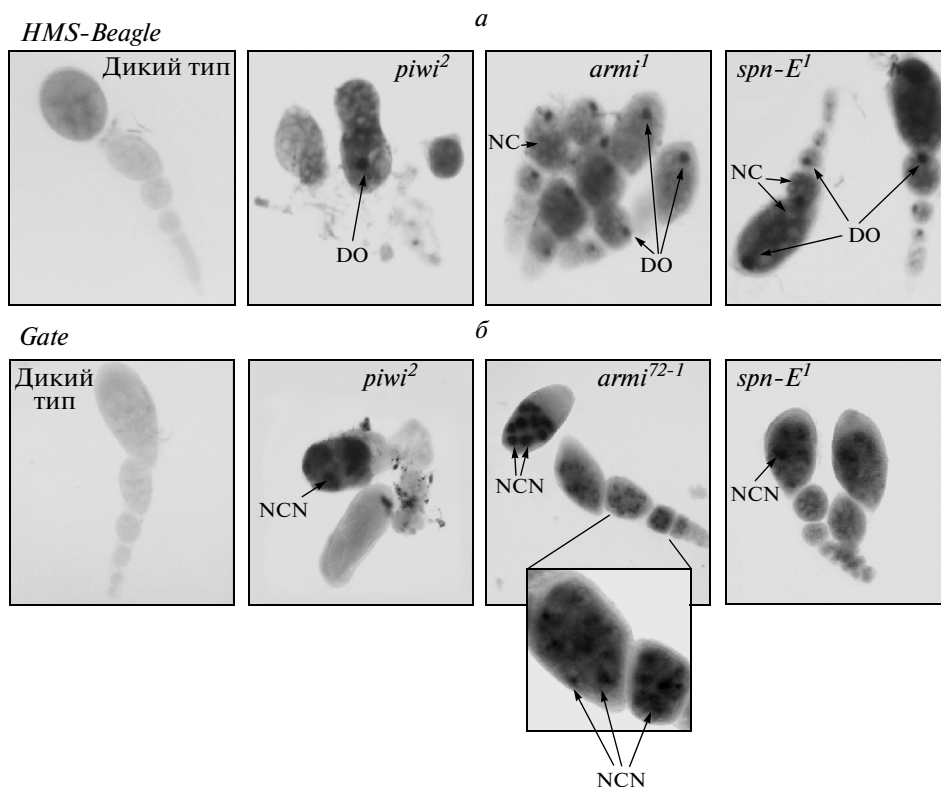 а
HMS-Beagle
Дикий тип
piwi²
armi¹
spn-E¹
NC
NC
DO
DO
DO
б
Gate
Дикий
тип
piwi²
armi⁷²⁻¹
spn-E¹
NCN
NCN
NCN
NCN